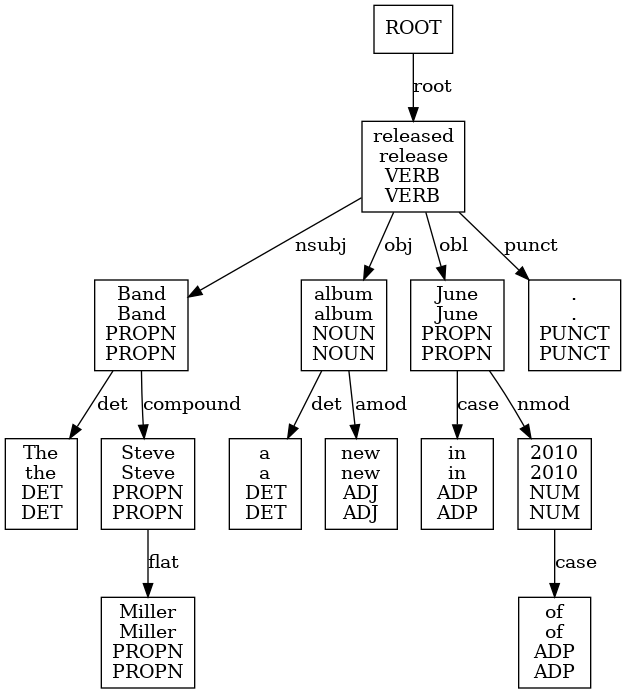 ROOT
root
released
release
VERB
VERB
nsubj
obj
obl
punct
Band
Band
PROPN
PROPN
album
album
NOUN
NOUN
June
June
PROPN
PROPN
.
.
PUNCT
PUNCT
det
compound
det
amod
case
nmod
The
the
DET
DET
Steve
Steve
PROPN
PROPN
a
a
DET
DET
new
new
ADJ
ADJ
in
in
ADP
ADP
2010
2010
NUM
NUM
flat
case
Miller
Miller
PROPN
PROPN
of
of
ADP
ADP